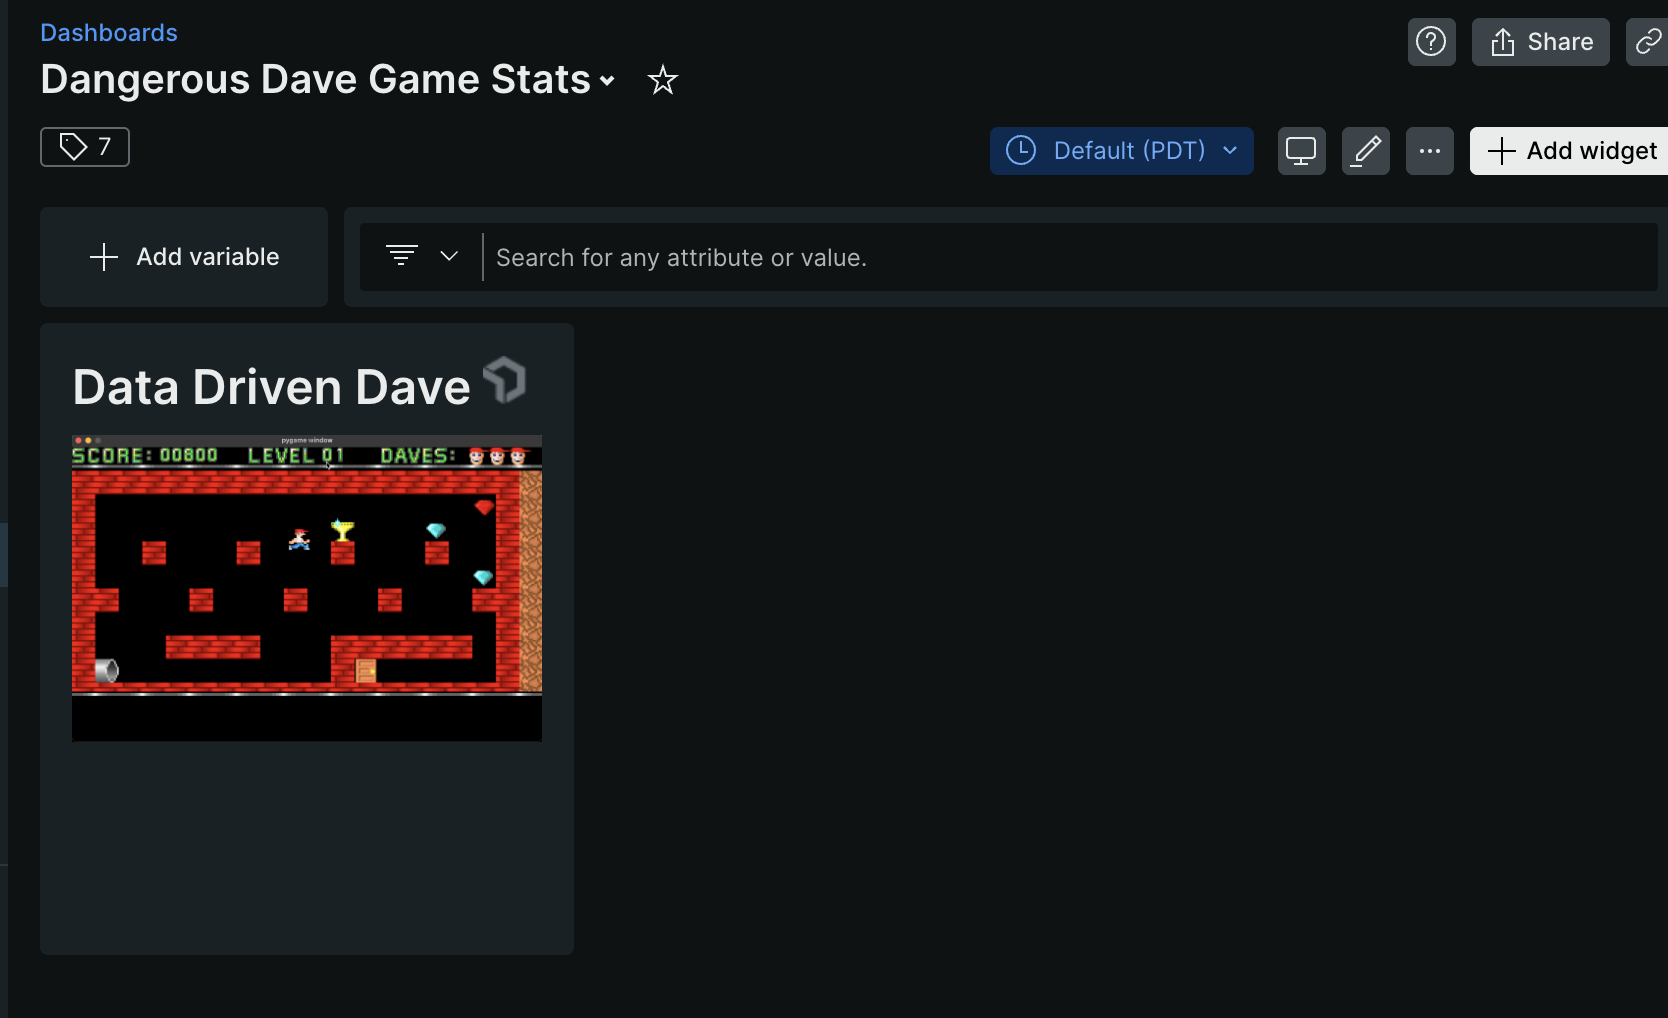 Dashboards
Dangerous Dave Game Stats
Share
7
Default (PDT)
Add widget
Add variable
Search for any attribute or value.
Data Driven Dave
pygame window
SCORE: 00800 LEVEL 01 DAVES: